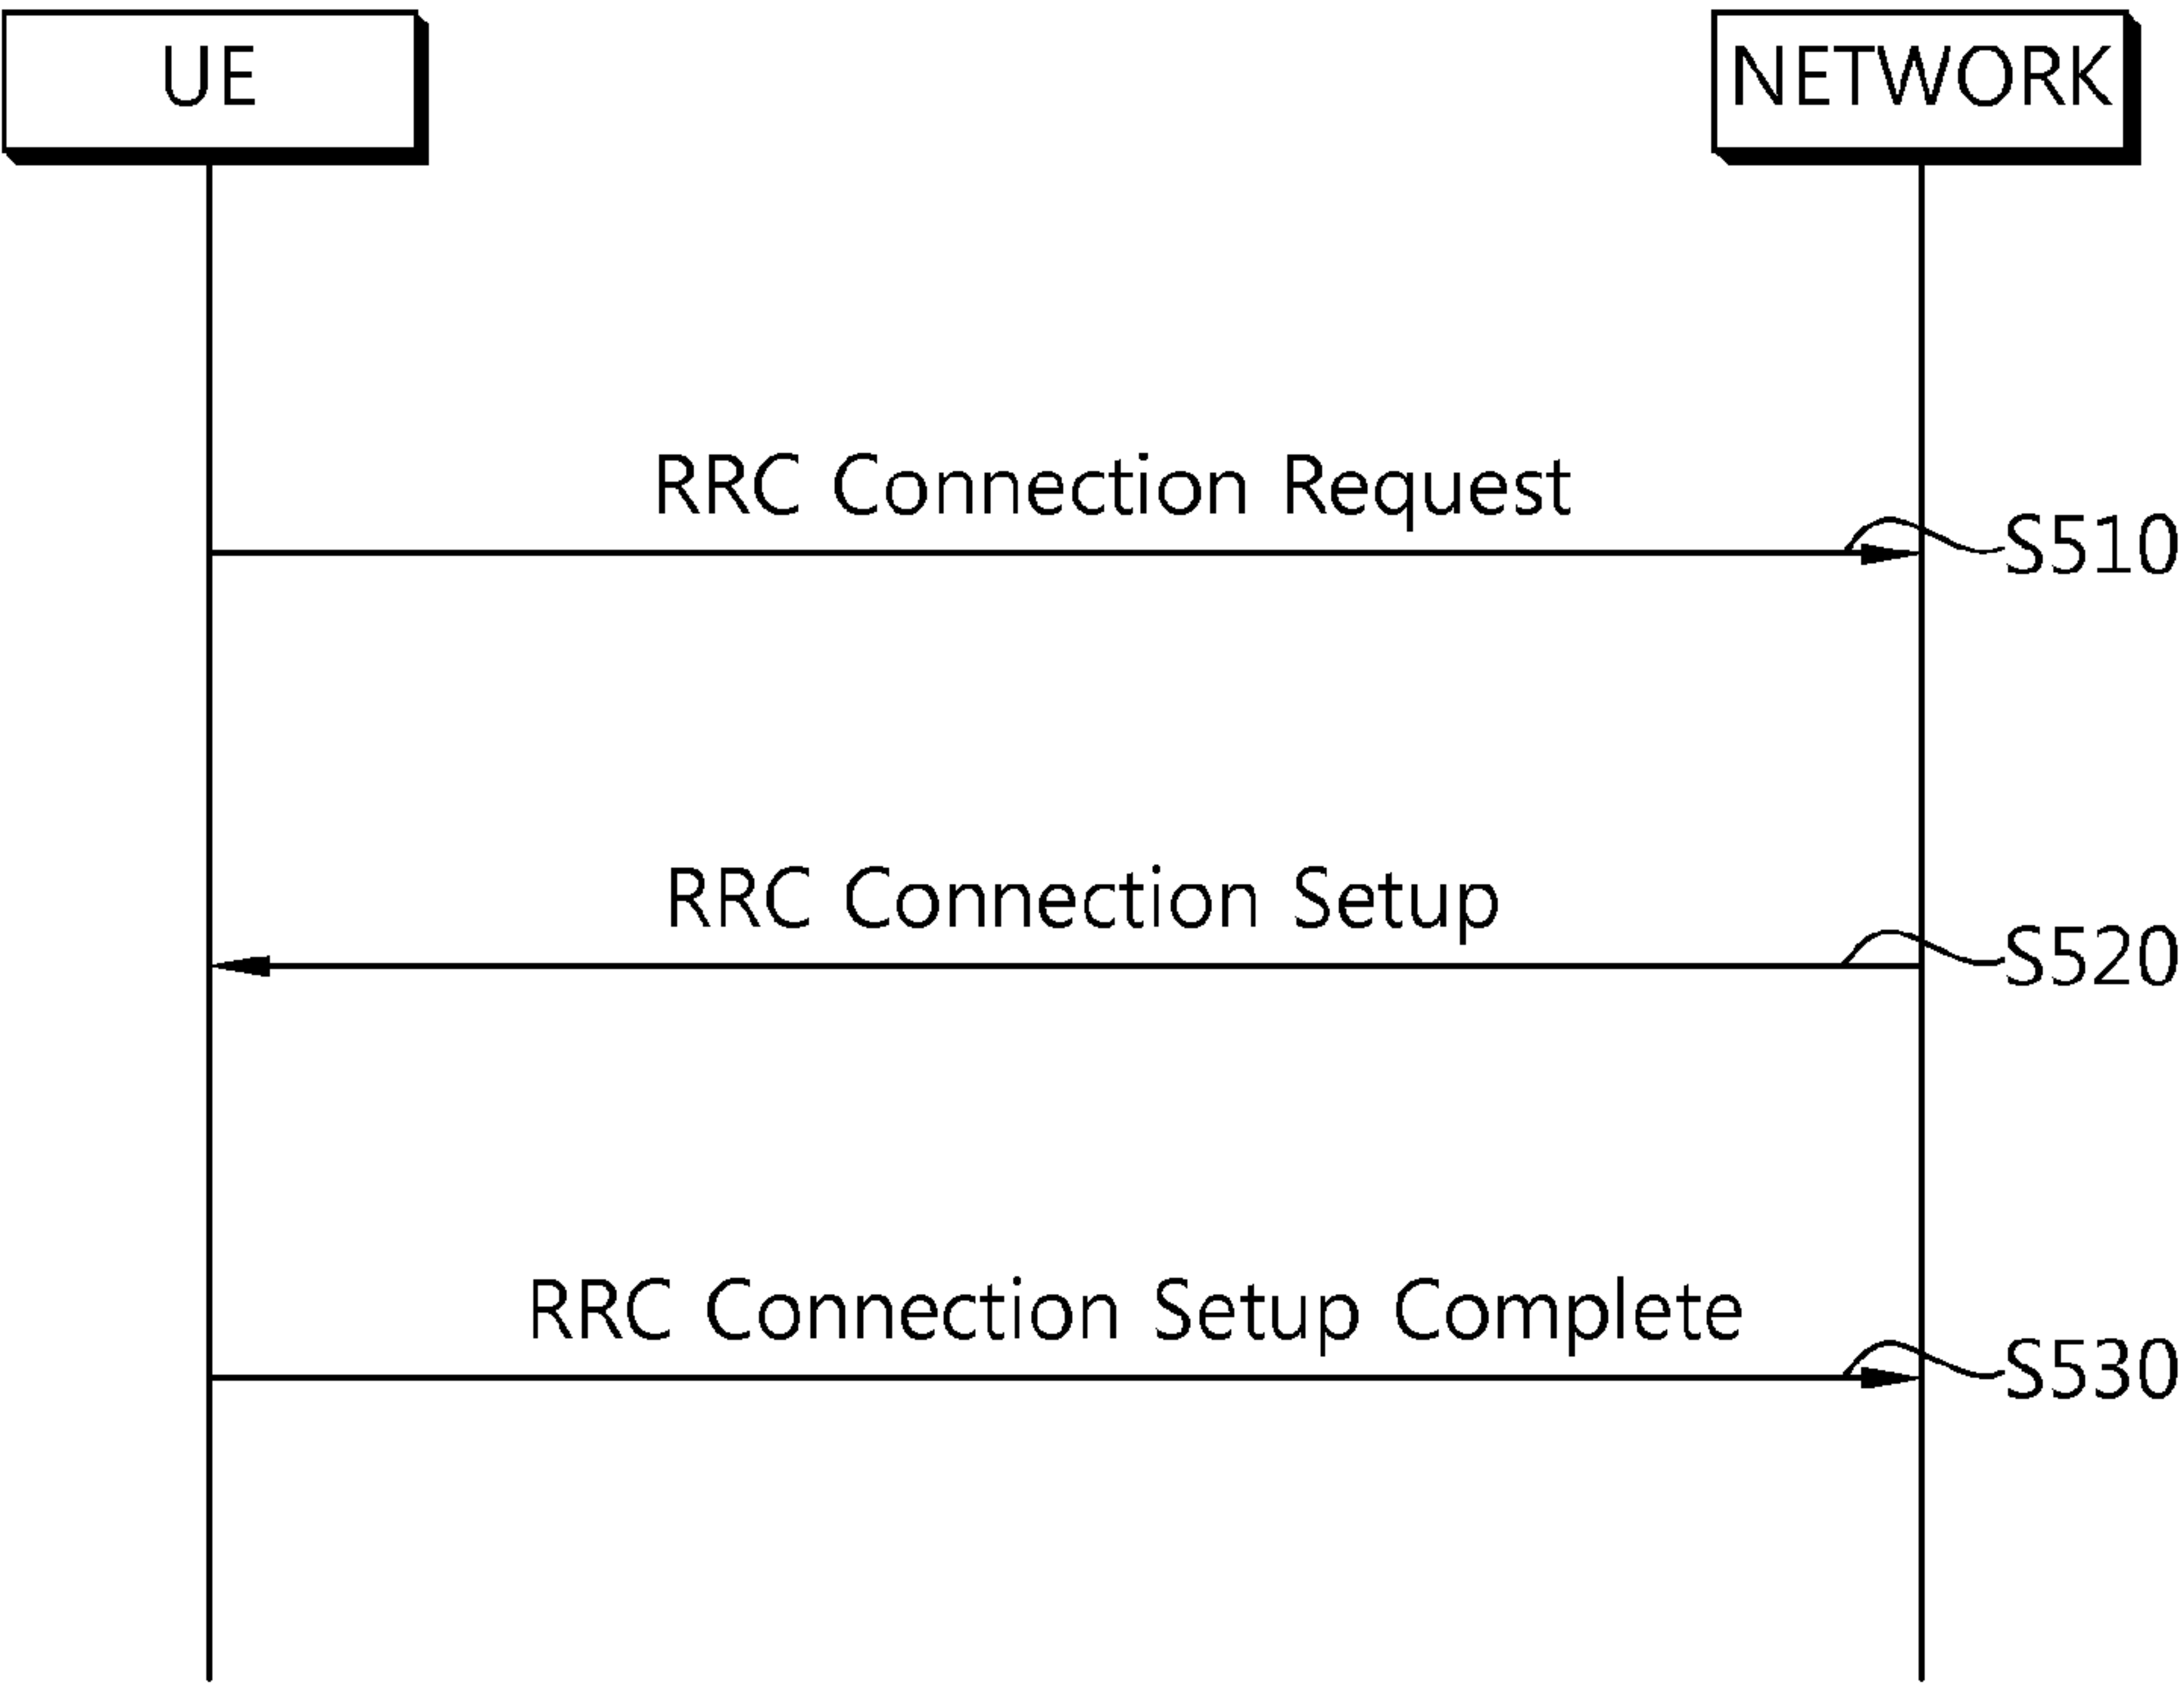 UE
NETWORK
RRC Connection Request
S510
RRC Connection Setup
S520
RRC Connection Setup Complete
S530